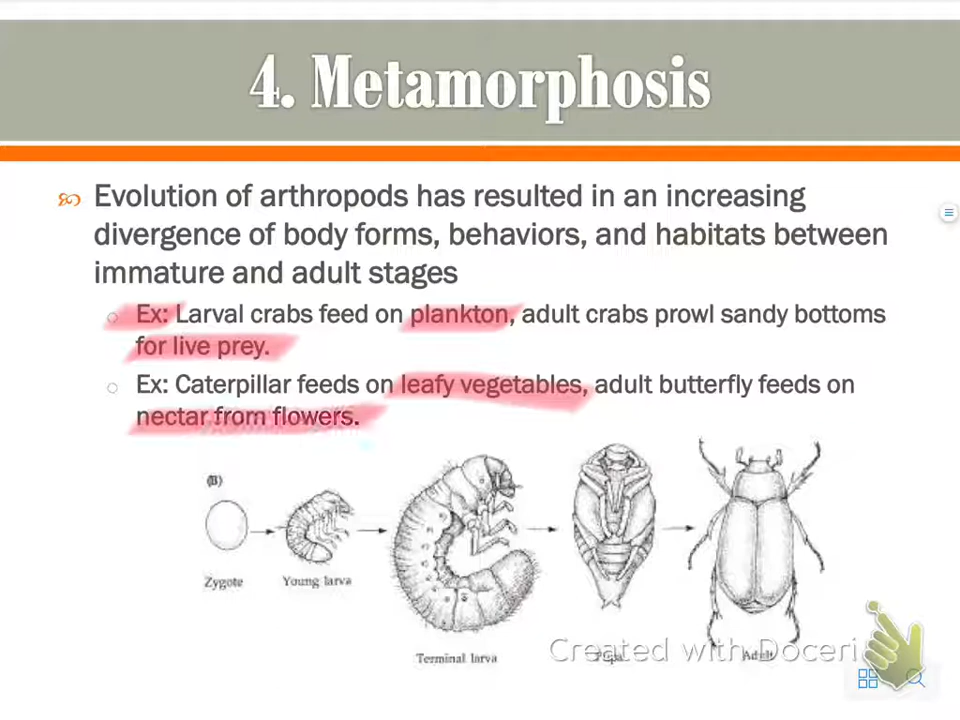 4. Metamorphosis
Evolution of arthropods has resulted in an increasing
divergence of body forms, behaviors, and habitats between
immature and adult stages
Ex: Larval crabs feed on plankton, adult crabs prowl sandy bottoms
for live prey.
Ex: Caterpillar feeds on leafy vegetables, adult butterfly feeds on
nectar from flowers.
(B)
Zygote
Young larva
Terminal larva
Pupa
Adult
Created with Doceri